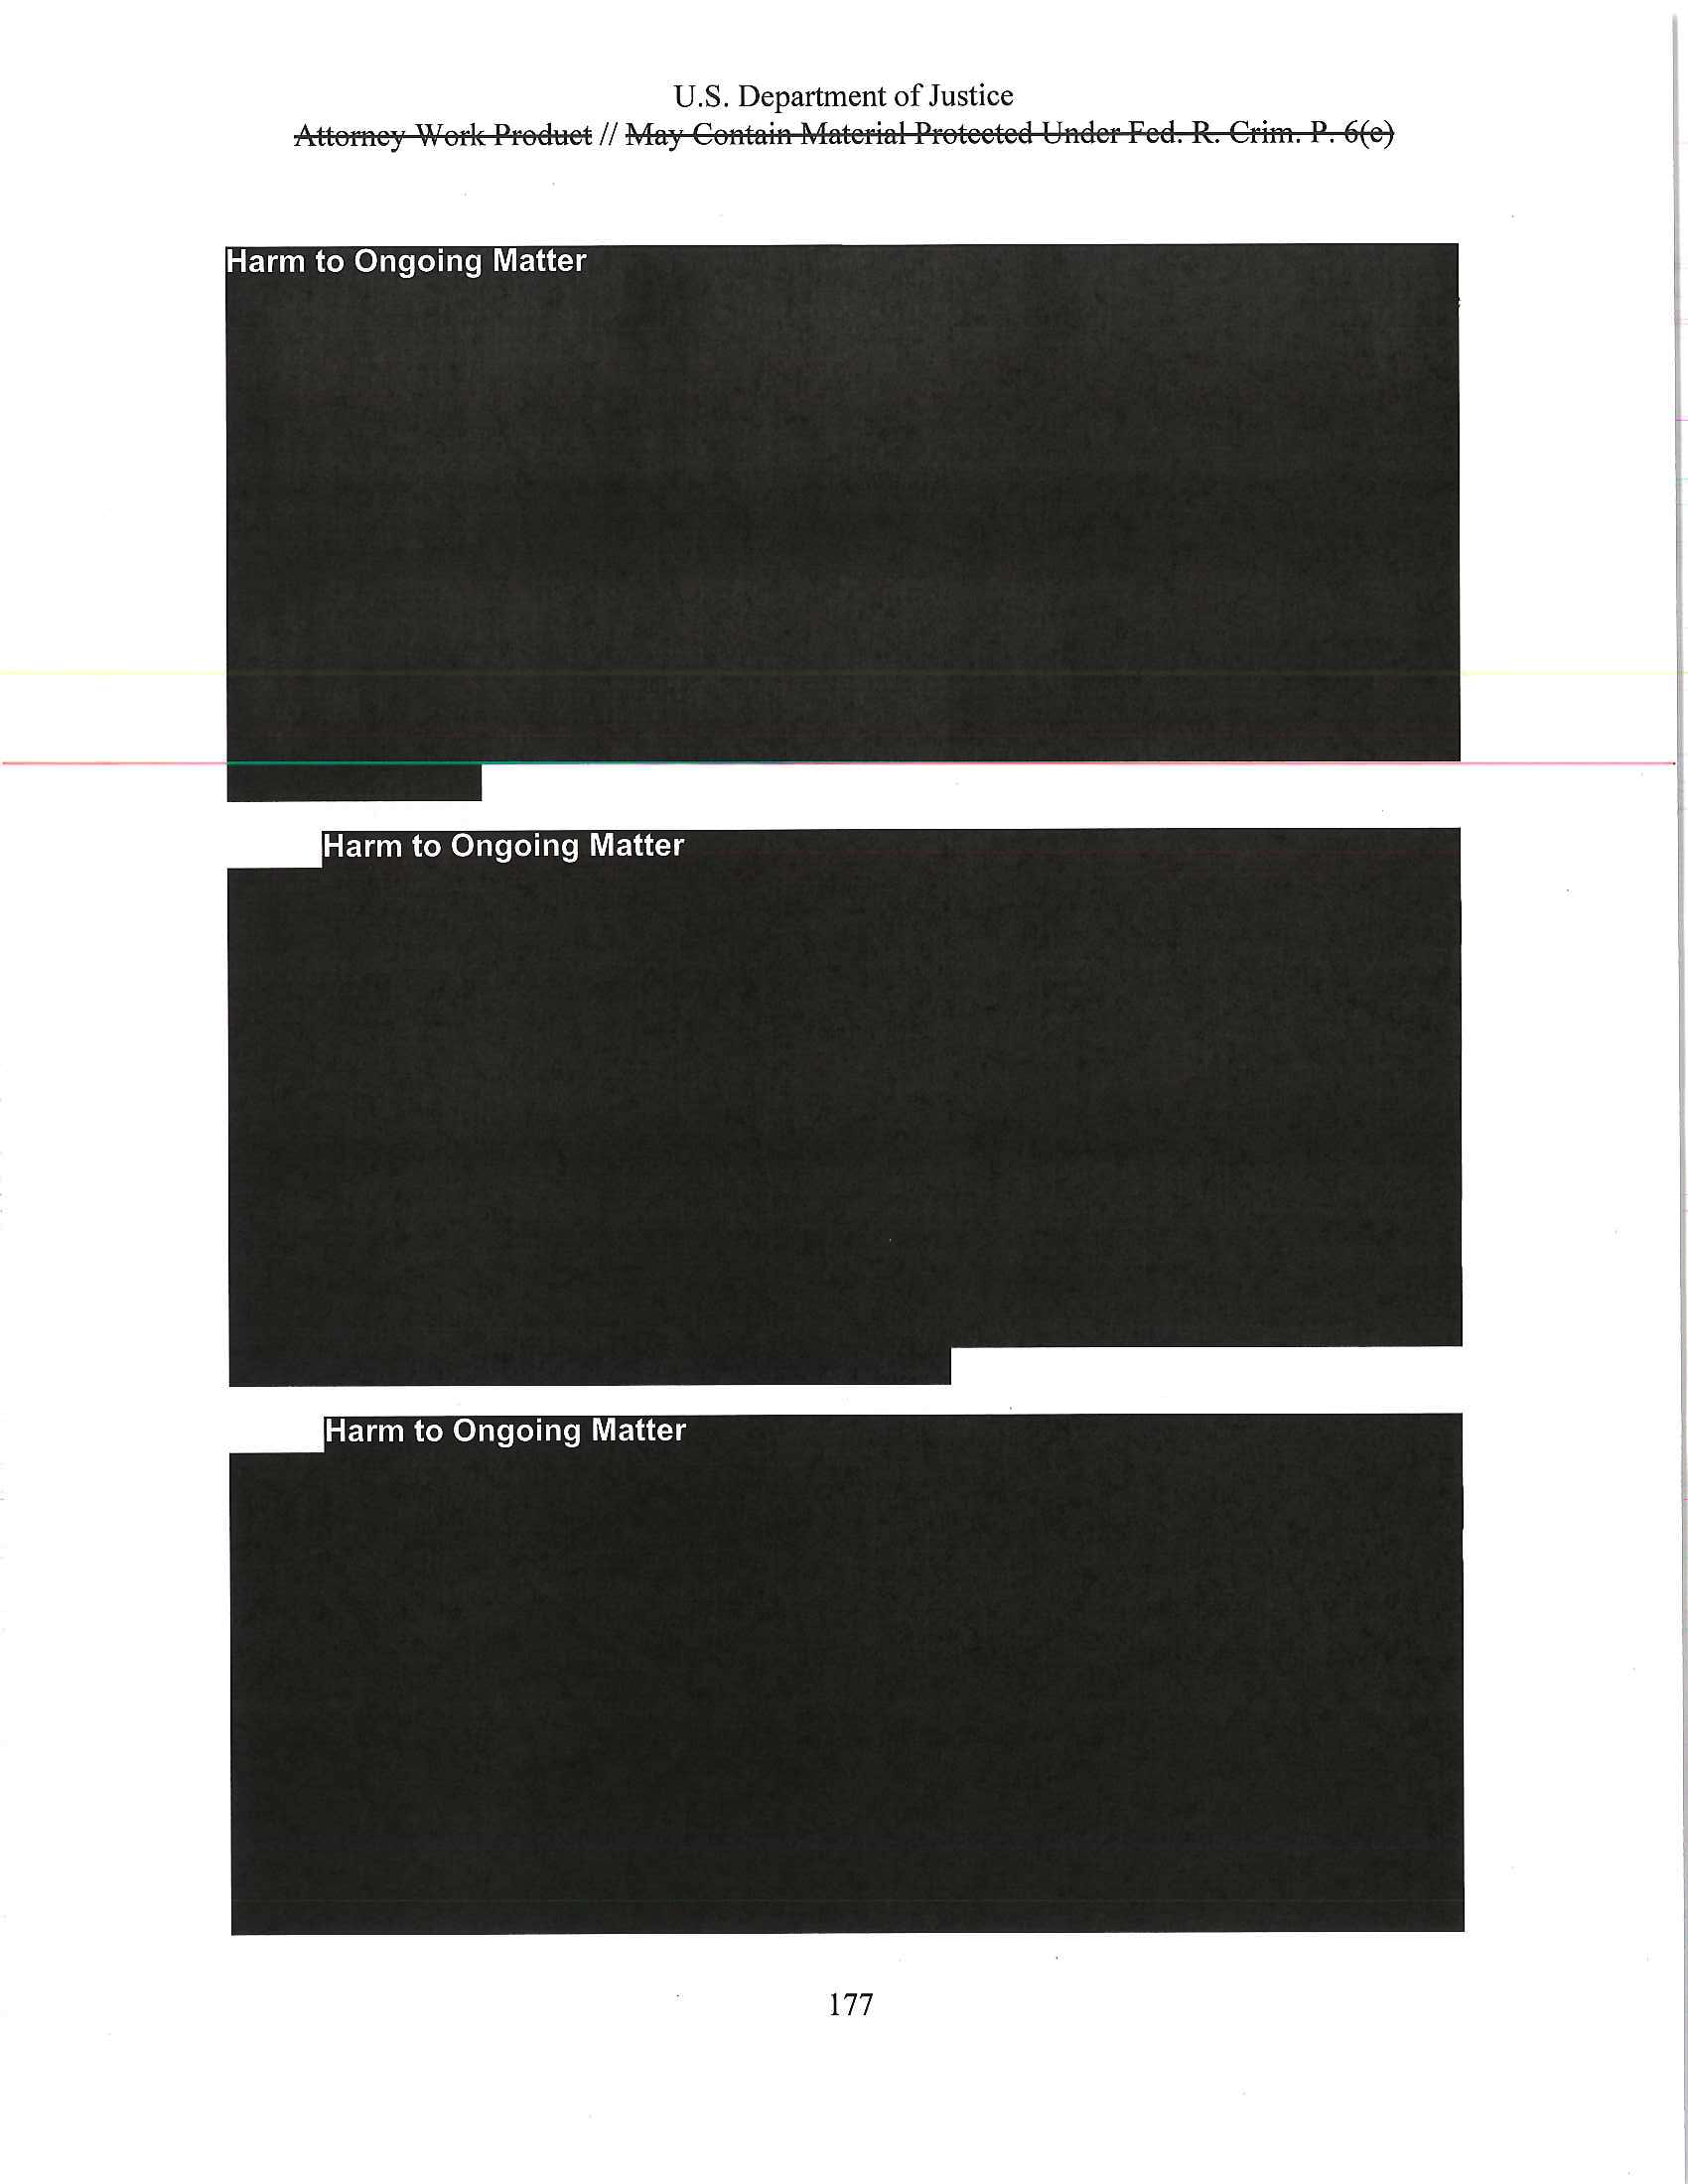 U.S. Department of Justice
Attorney Work Product // May Contain Material Protected Under Fed. R. Crim. P. 6(e)
Harm to Ongoing Matter
Harm to Ongoing Matter
Harm to Ongoing Matter
177